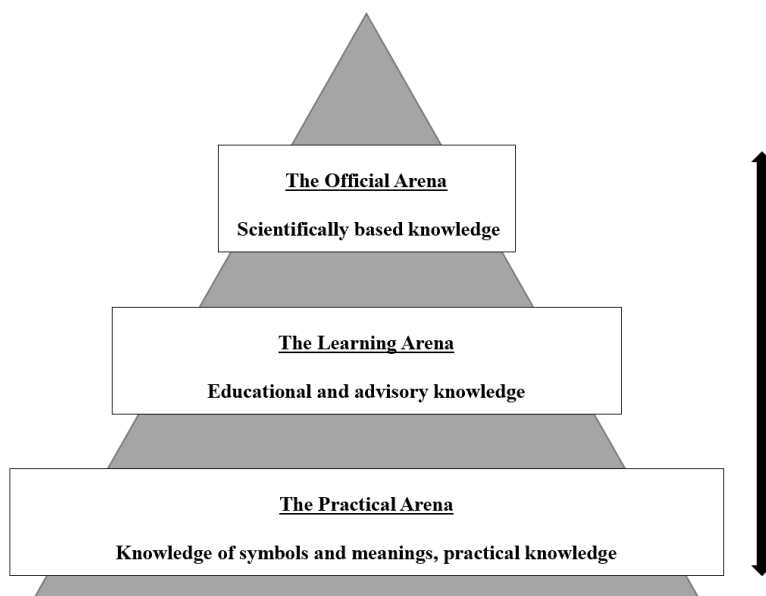 The Official Arena
Scientifically based knowledge
The Learning Arena
Educational and advisory knowledge
The Practical Arena
Knowledge of symbols and meanings, practical knowledge